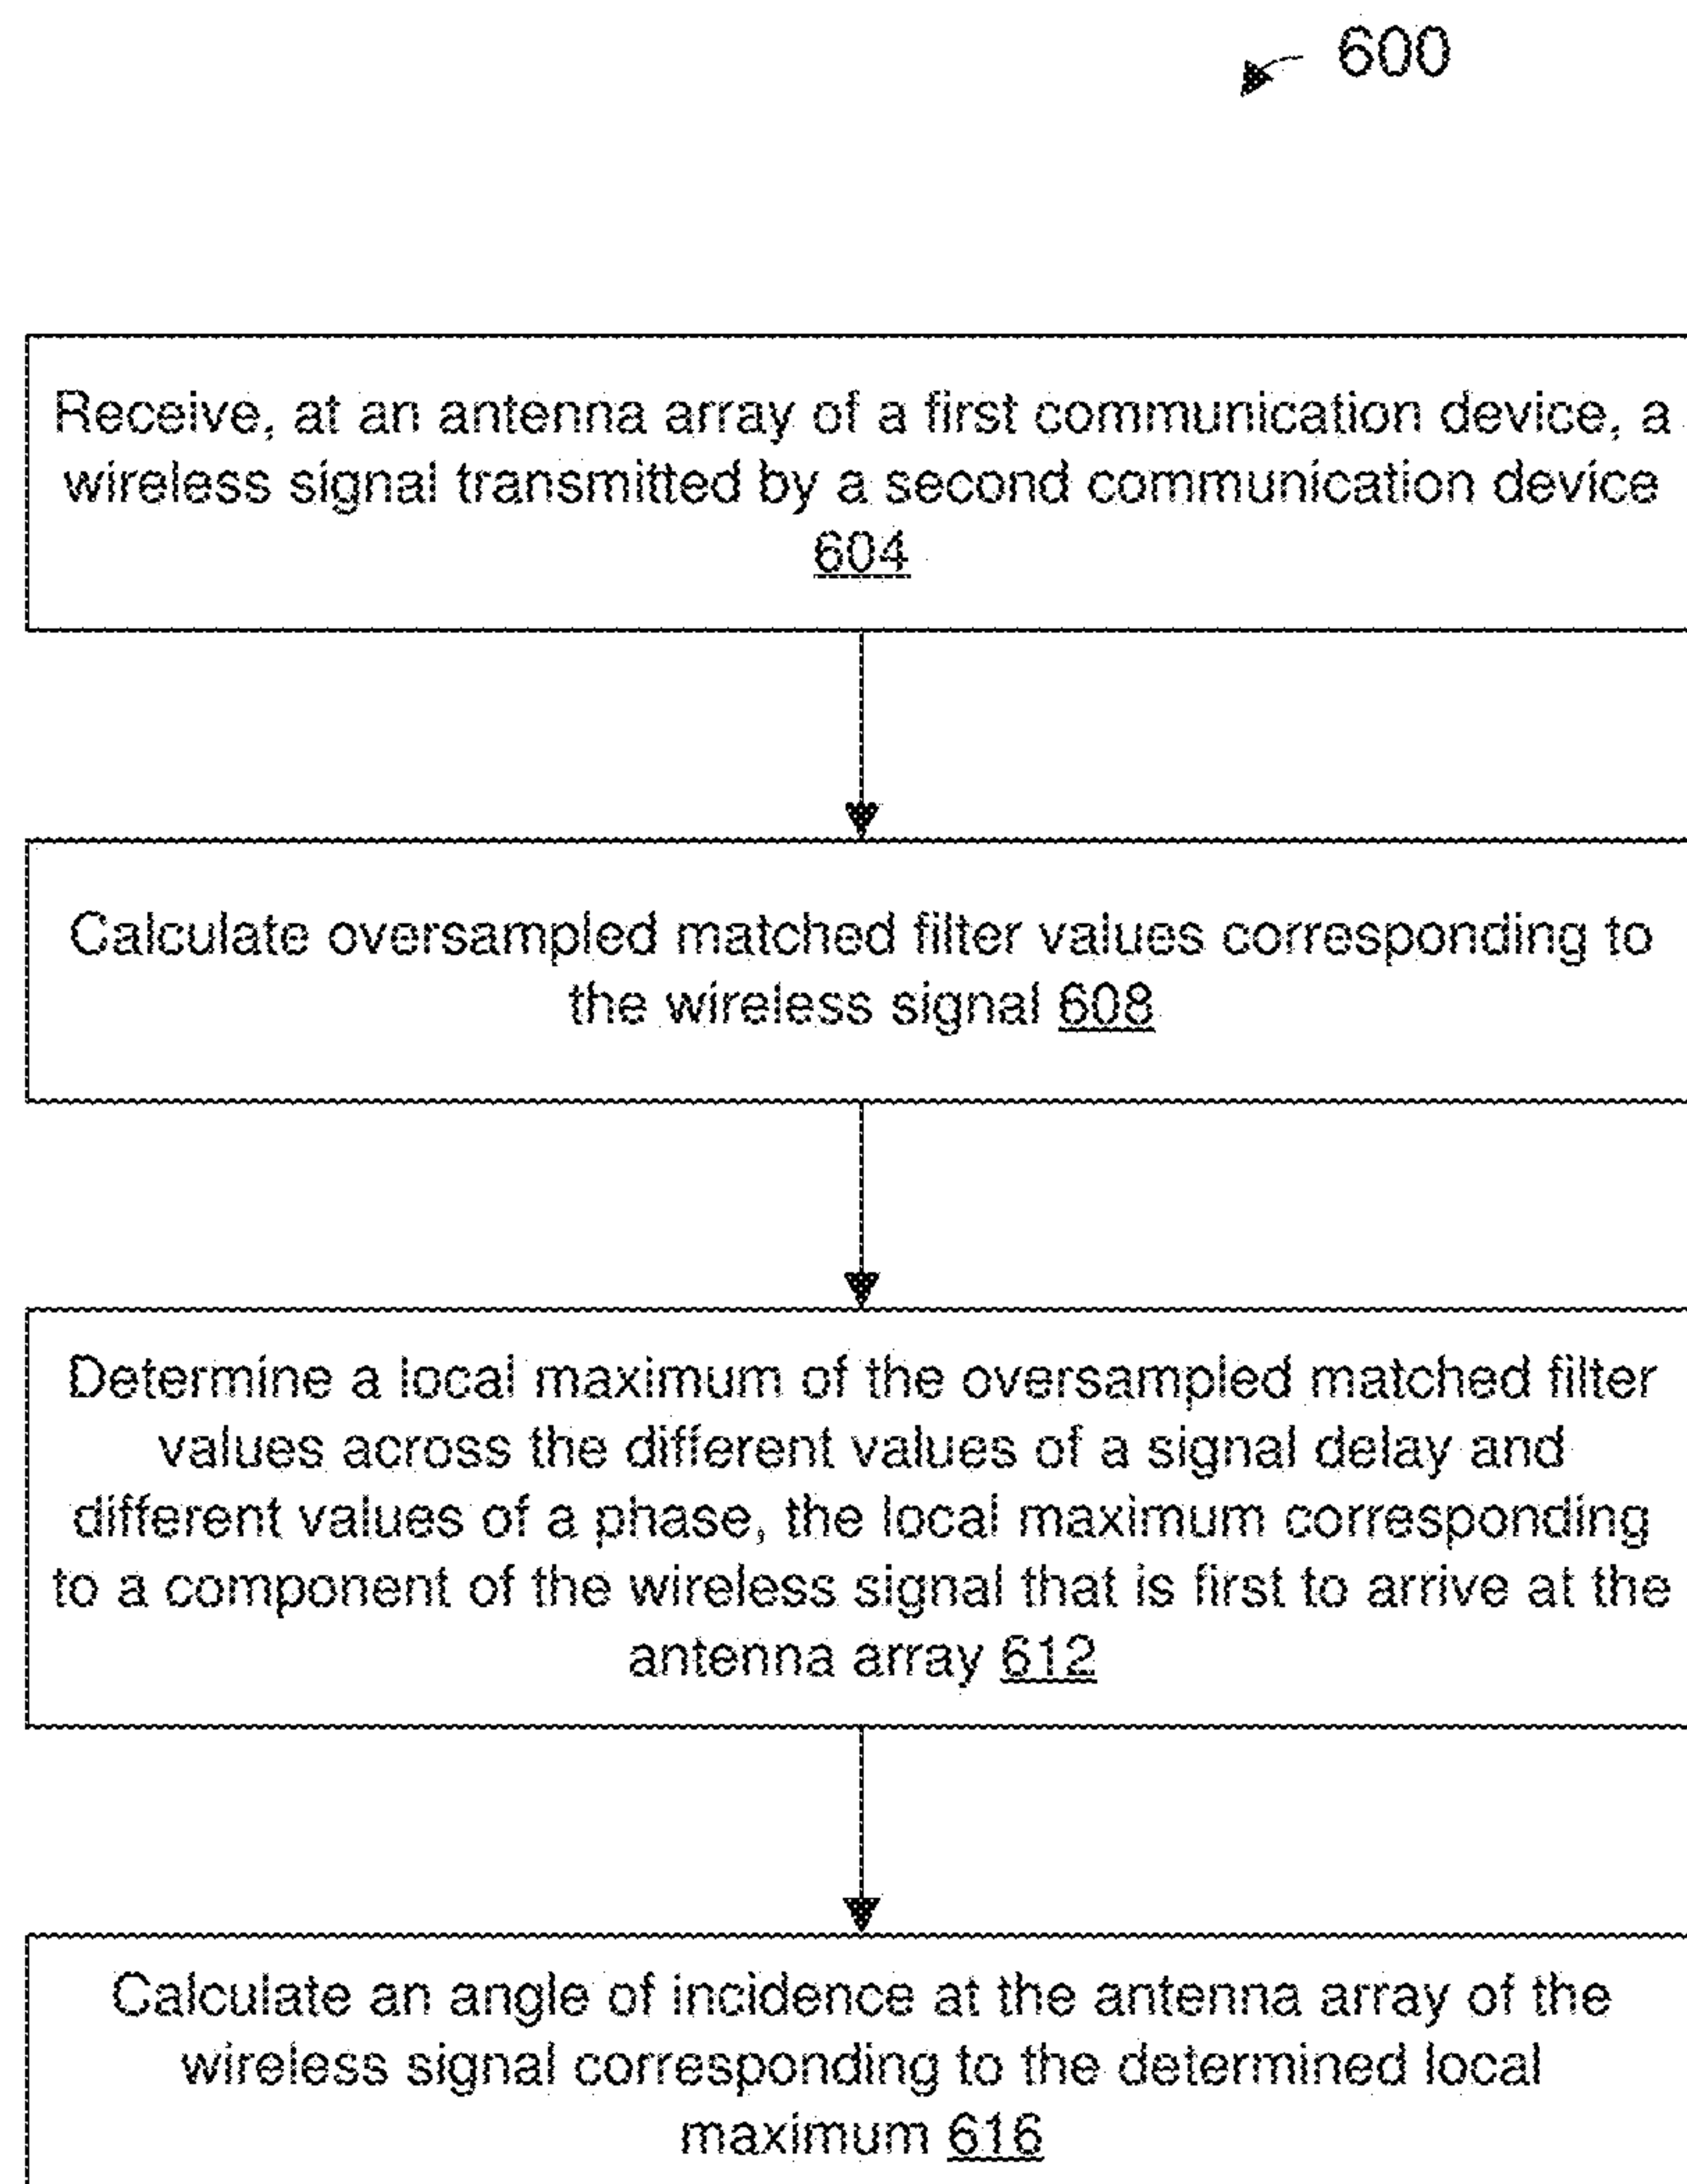 600
Receive, at an antenna array of a first communication device, a
wireless signal transmitted by a second communication device
604
Calculate oversampled matched filter values corresponding to
the wireless signal 608
Determine a local maximum of the oversampled matched filter
values across the different values of a signal delay and
different values of a phase, the local maximum corresponding
to a component of the wireless signal that is first to arrive at the
antenna array 612
Calculate an angle of incidence at the antenna array of the
wireless signal corresponding to the determined local
maximum 616